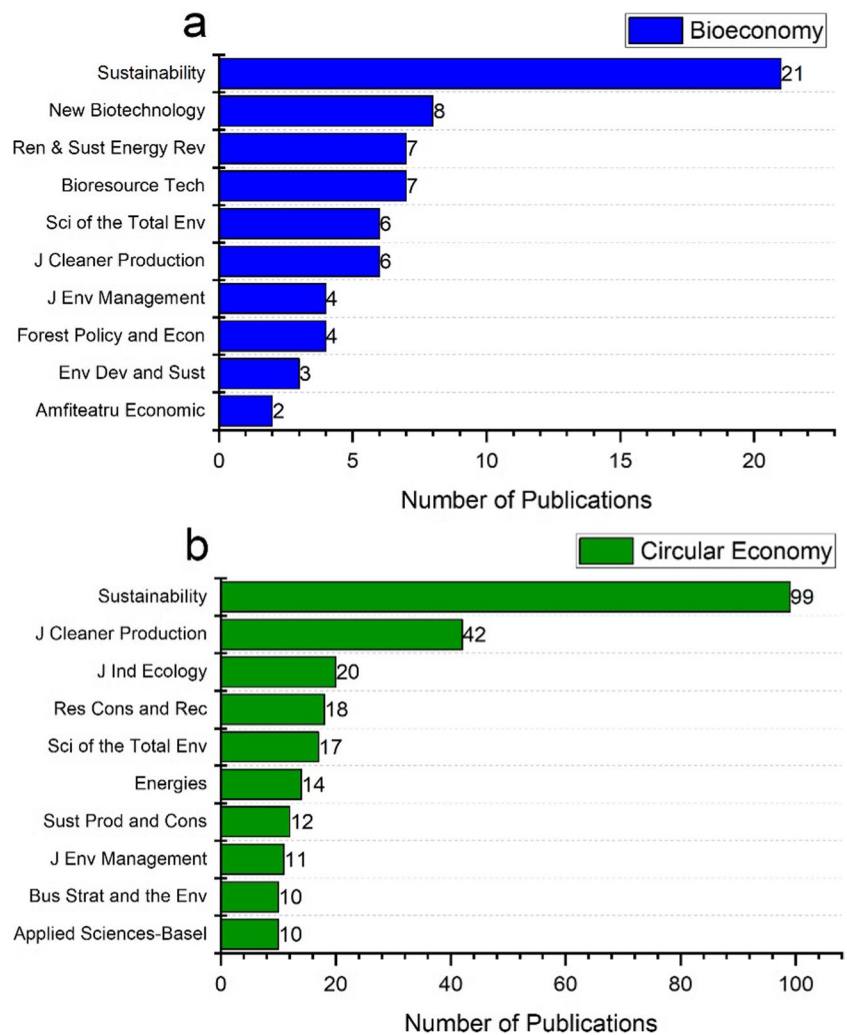 a
Bioeconomy
Sustainability 21
New Biotechnology 8
Ren & Sust Energy Rev 7
Bioresource Tech 7
Sci of the Total Env 6
J Cleaner Production 6
J Env Management 4
Forest Policy and Econ 4
Env Dev and Sust 3
Amfiteatru Economic 2
0 5 10 15 20
Number of Publications
b
Circular Economy
Sustainability 99
J Cleaner Production 42
J Ind Ecology 20
Res Cons and Rec 18
Sci of the Total Env 17
Energies 14
Sust Prod and Cons 12
J Env Management 11
Bus Strat and the Env 10
Applied Sciences-Basel 10
0 20 40 60 80 100
Number of Publications